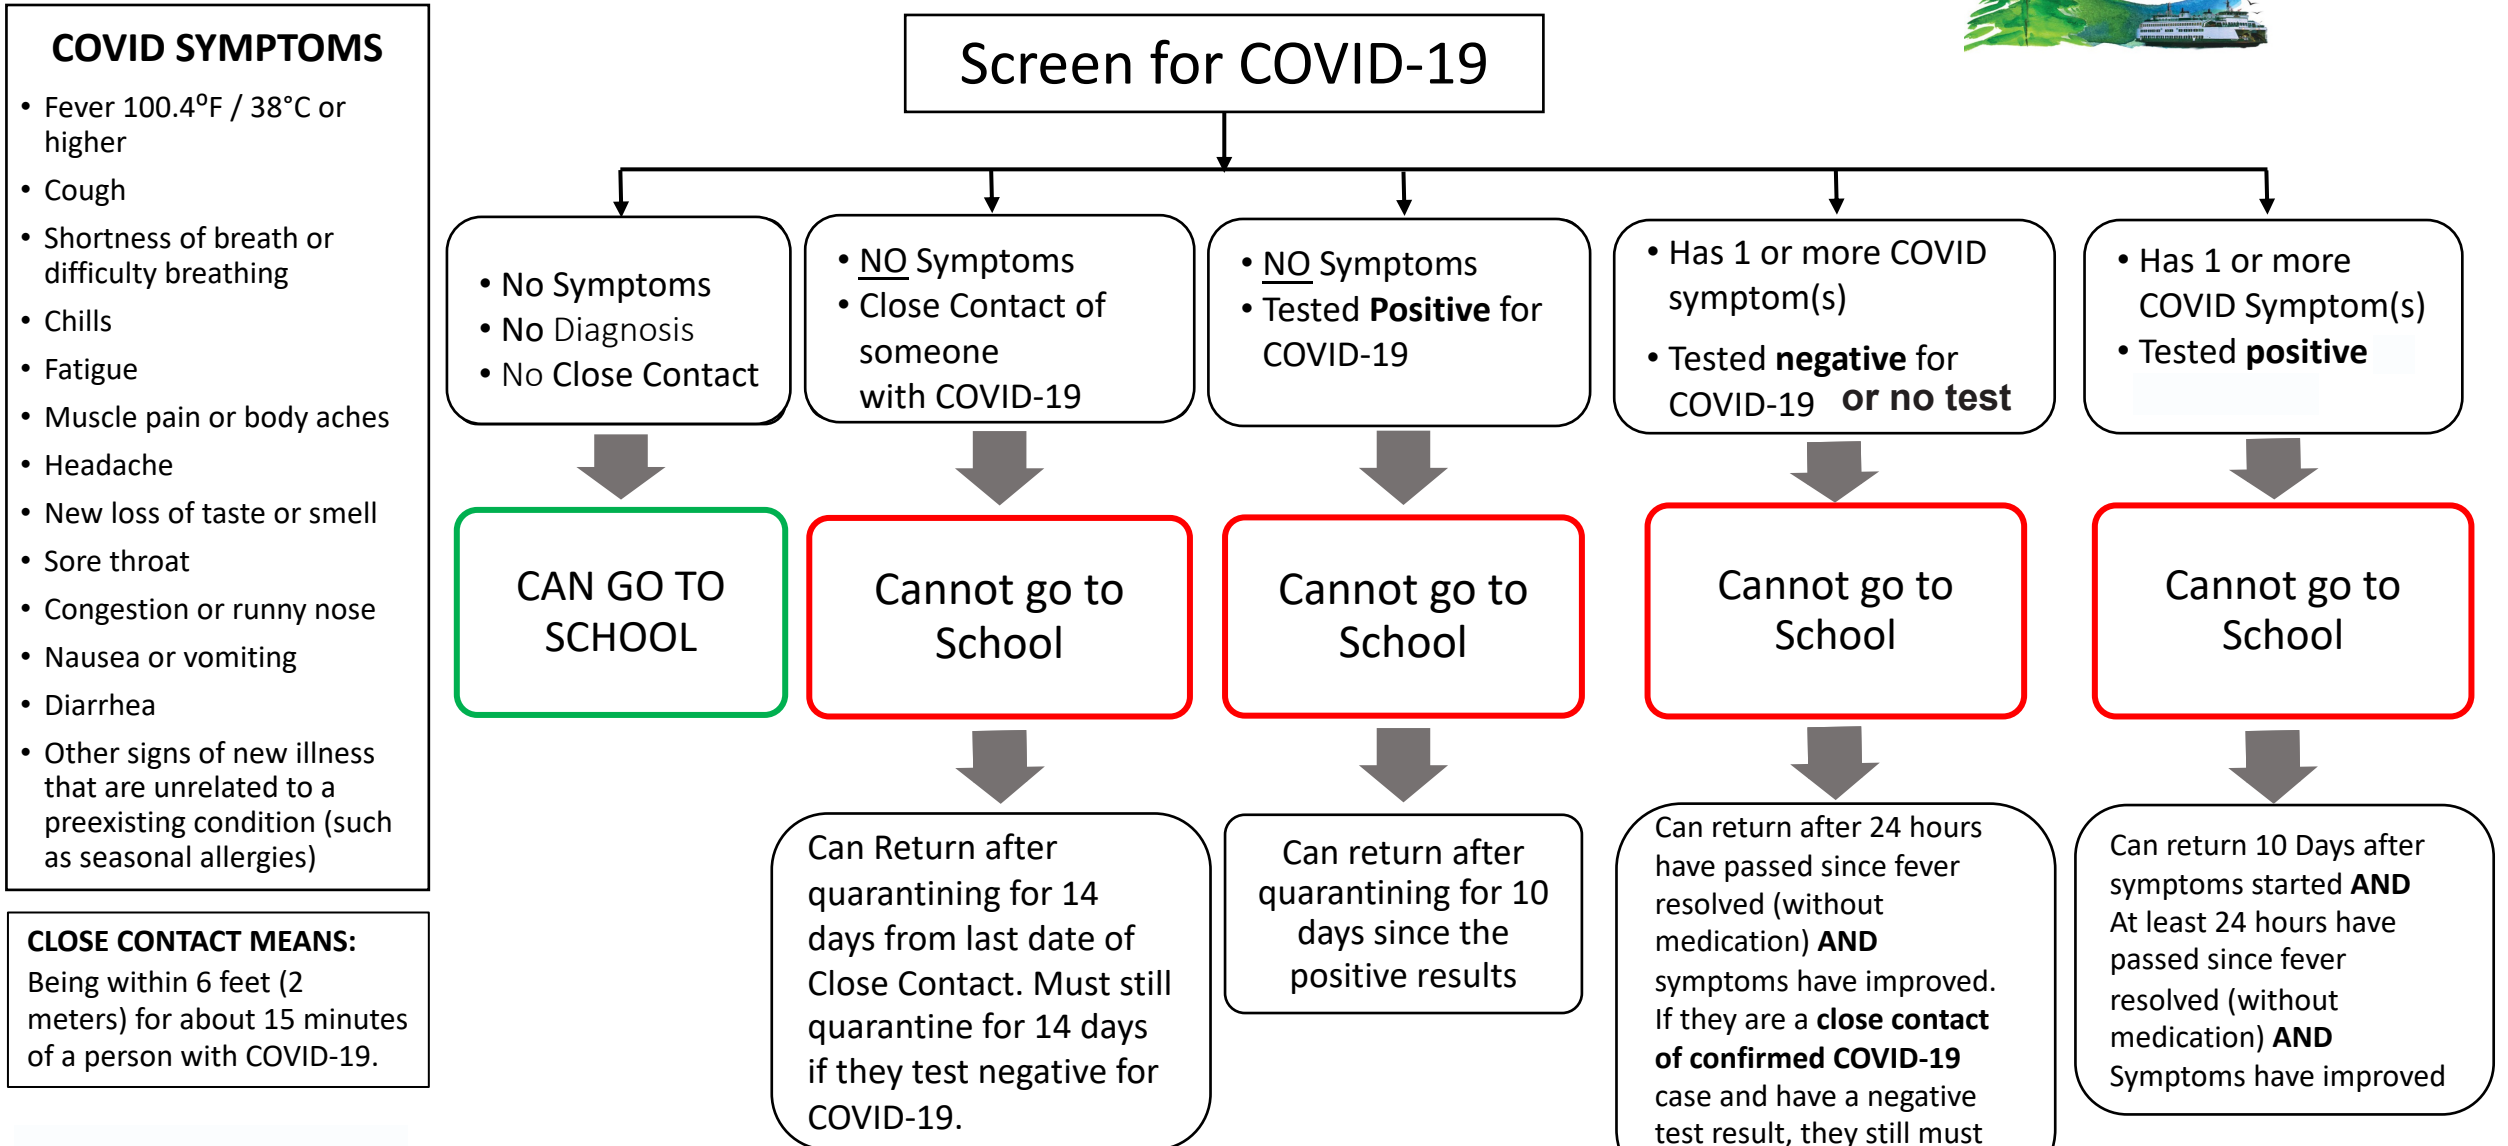 COVID SYMPTOMS
• Fever 100.4⁰F / 38°C or
higher
• Cough
• Shortness of breath or
difficulty breathing
• Chills
• Fatigue
• Muscle pain or body aches
• Headache
• New loss of taste or smell
• Sore throat
• Congestion or runny nose
• Nausea or vomiting
• Diarrhea
• Other signs of new illness
that are unrelated to a
preexisting condition (such
as seasonal allergies)
CLOSE CONTACT MEANS:
Being within 6 feet (2
meters) for about 15 minutes
of a person with COVID-19.
Screen for COVID-19
• No Symptoms
• No Diagnosis
• No Close Contact
CAN GO TO
SCHOOL
• NO Symptoms
• Close Contact of
someone
with COVID-19
Cannot go to
School
Can Return after
quarantining for 14
days from last date of
Close Contact. Must still
quarantine for 14 days
if they test negative for
COVID-19.
• NO Symptoms
• Tested Positive for
COVID-19
Cannot go to
School
Can return after
quarantining for 10
days since the
positive results
• Has 1 or more COVID
symptom(s)
• Tested negative for
COVID-19 or no test
Cannot go to
School
Can return after 24 hours
have passed since fever
resolved (without
medication) AND
symptoms have improved.
If they are a close contact
of confirmed COVID-19
case and have a negative
test result, they still must
• Has 1 or more
COVID Symptom(s)
• Tested positive
Cannot go to
School
Can return 10 Days after
symptoms started AND
At least 24 hours have
passed since fever
resolved (without
medication) AND
Symptoms have improved